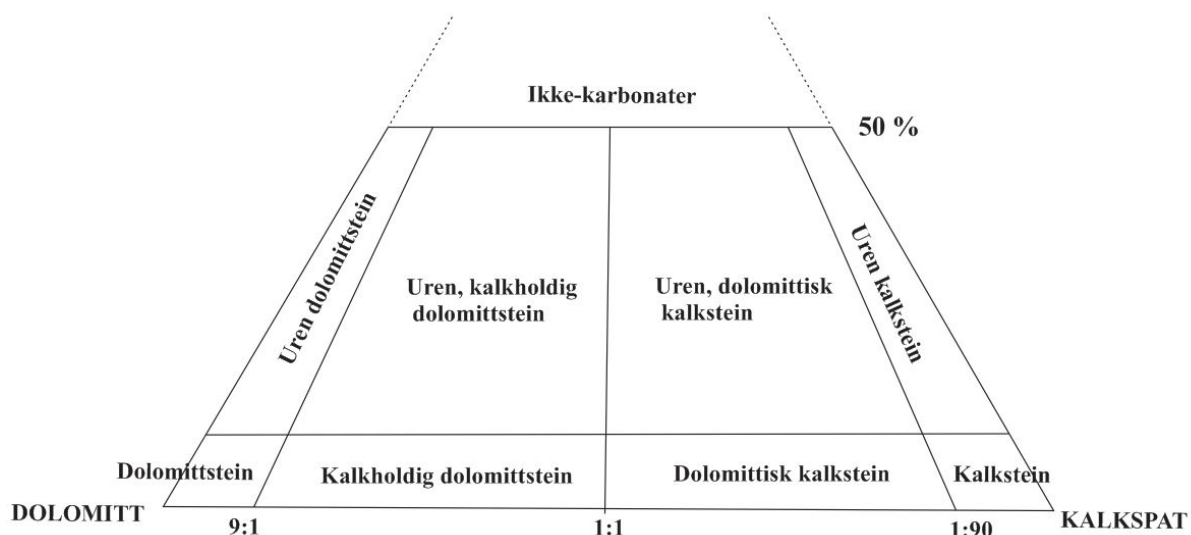 Ikke-karbonater
50 %
Uren dolomittstein
Uren, kalkholdig
dolomittstein
Uren, dolomittisk
kalkstein
Uren kalkstein
Dolomittstein
Kalkholdig dolomittstein
Dolomittisk kalkstein
Kalkstein
DOLOMITT
9:1
1:1
1:90
KALKSPAT